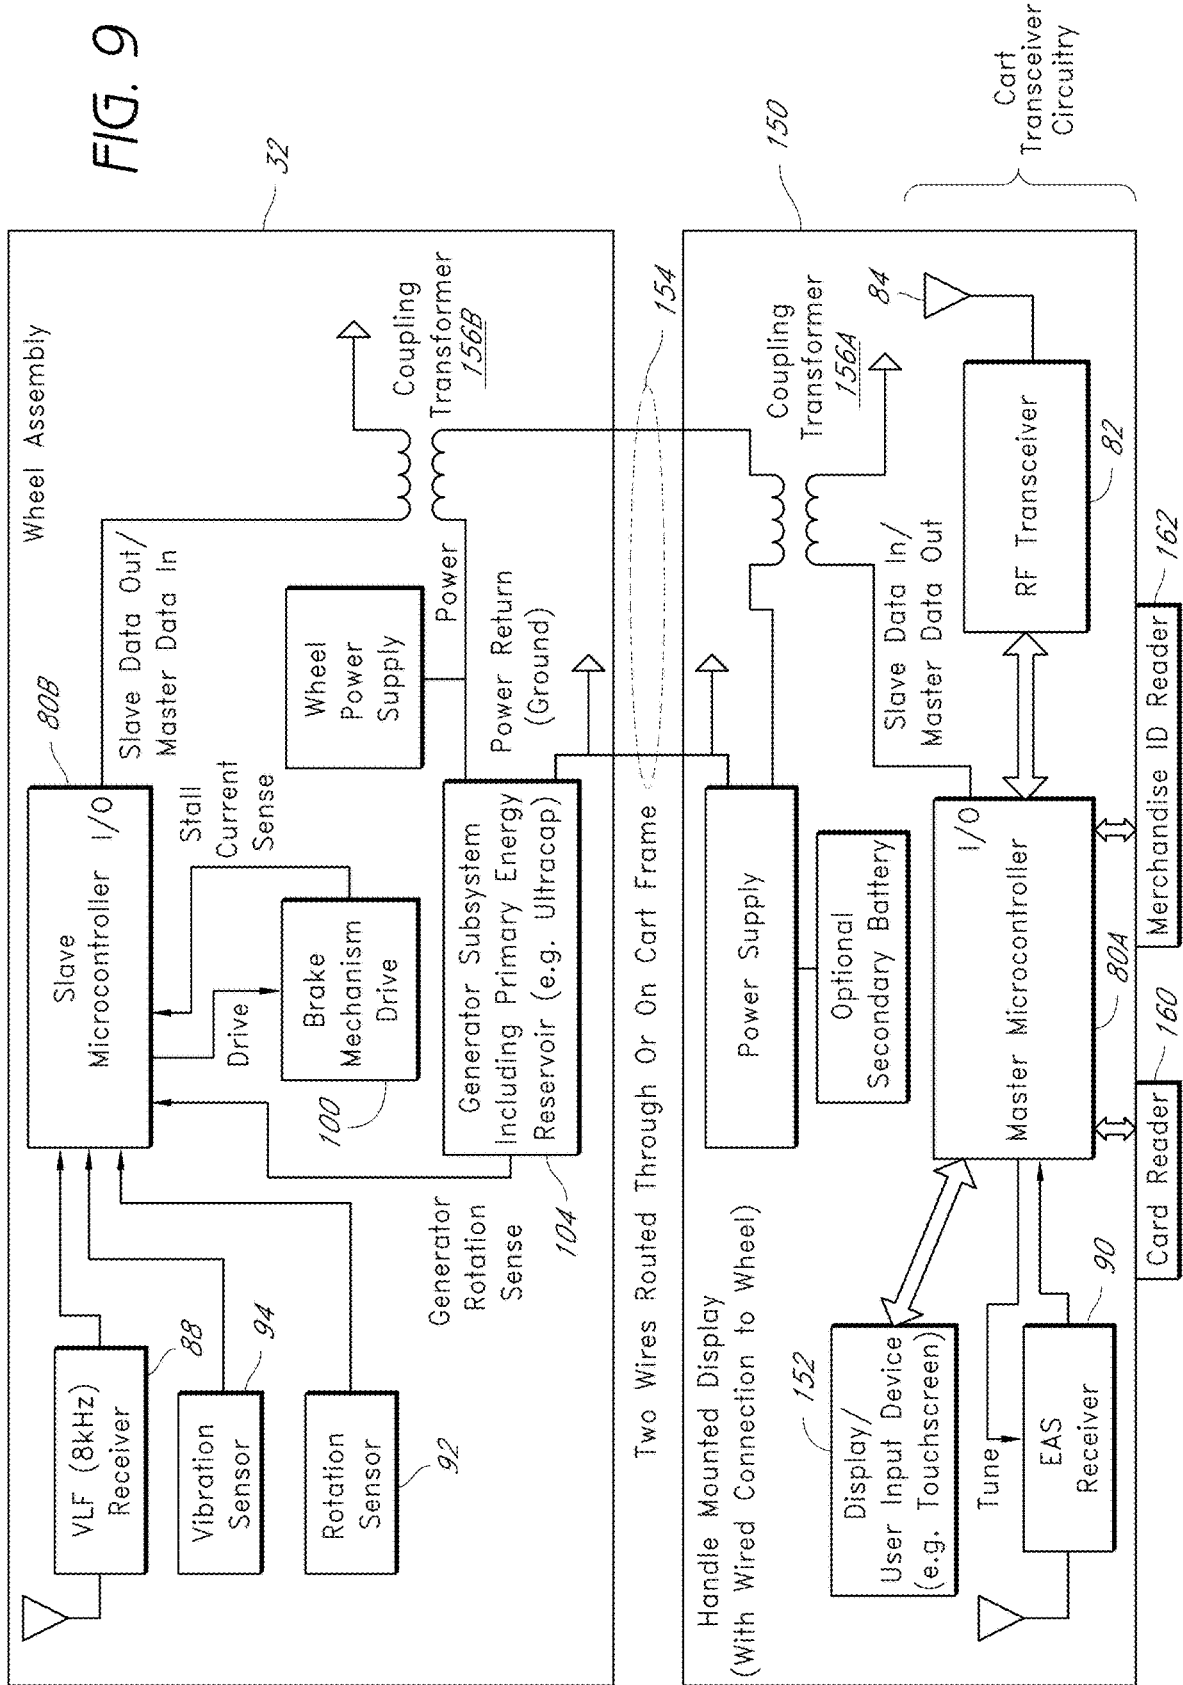 FIG. 9
32
Wheel Assembly
VLF (8kHz)
Receiver
88
Vibration
Sensor
94
Rotation
Sensor
92
80B
Slave
Microcontroller
I/O
Slave Data Out/
Master Data In
Stall
Current
Sense
Drive
Brake
Mechanism
Drive
100
Wheel
Power
Supply
Power
Coupling
Transformer
156B
Generator
Rotation
Sense
Generator Subsystem
Including Primary Energy
Reservoir (e.g. Ultracap)
104
Power Return
(Ground)
Two Wires Routed Through Or On Cart Frame
154
150
Handle Mounted Display
(With Wired Connection to Wheel)
Power Supply
Optional
Secondary Battery
Coupling
Transformer
156A
Slave Data In/
Master Data Out
152
Display/
User Input Device
(e.g. Touchscreen)
Tune
EAS
Receiver
90
I/O
Master Microcontroller
80A
RF Transceiver
82
84
Card Reader
160
Merchandise ID Reader
162
Cart
Transceiver
Circuitry